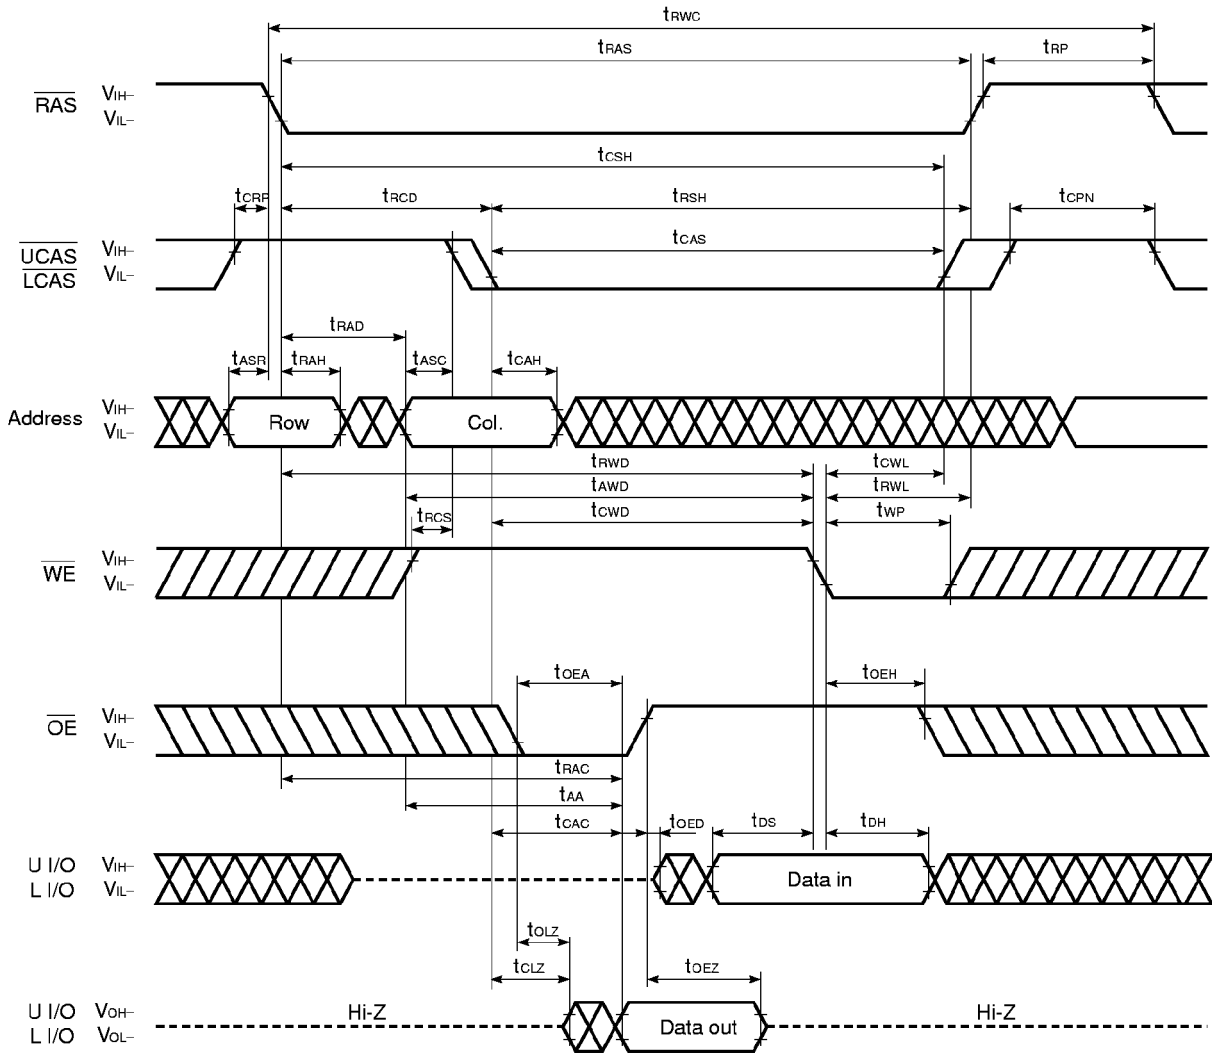 tRWC
tRAS tRP
RAS VIH–
VIL–
tCSH
tCRP tRCD tRSH tCPN
UCAS VIH– tCAS
LCAS VIL–
tRAD
tASR tRAH tASC tCAH
Address VIH–
VIL– Row Col.
tRWD tCWL
tAWD tRWL
tRCS tCWD tWP
WE VIH–
VIL–
tOEA tOEH
OE VIH–
VIL–
tRAC
tAA
tCAC tOED tDS tDH
U I/O VIH–
L I/O VIL– Data in
tOLZ
tCLZ tOEZ
U I/O VOH– Hi-Z Hi-Z
L I/O VOL– Data out